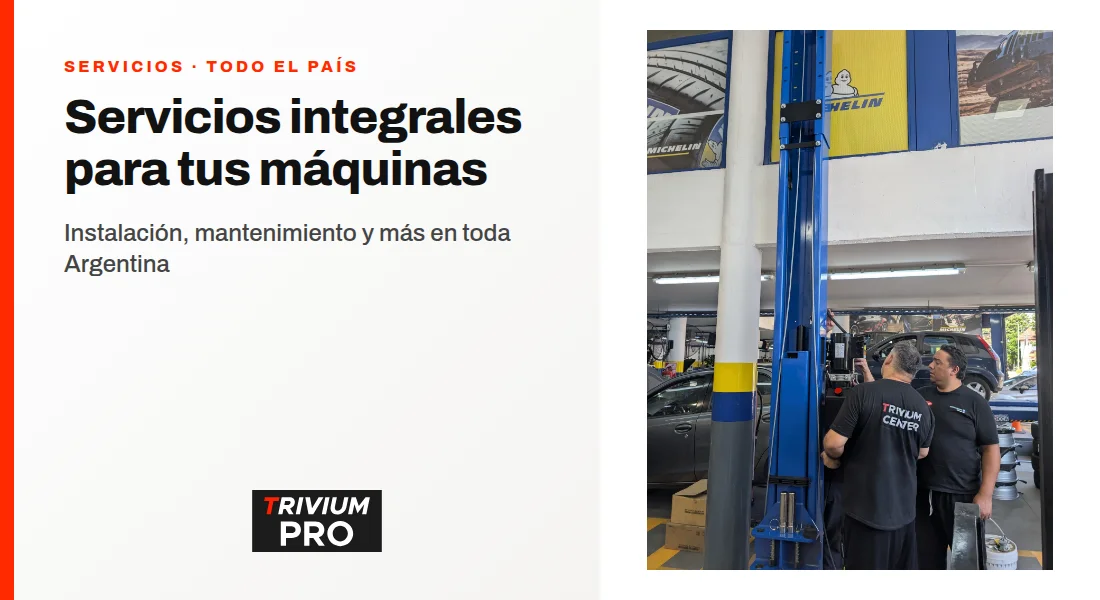 SERVICIOS · TODO EL PAÍS
Servicios integrales
para tus máquinas
Instalación, mantenimiento y más en toda
Argentina
TRIVIUM
PRO
MICHELIN
HELIN
TRIVIUM
CENTER